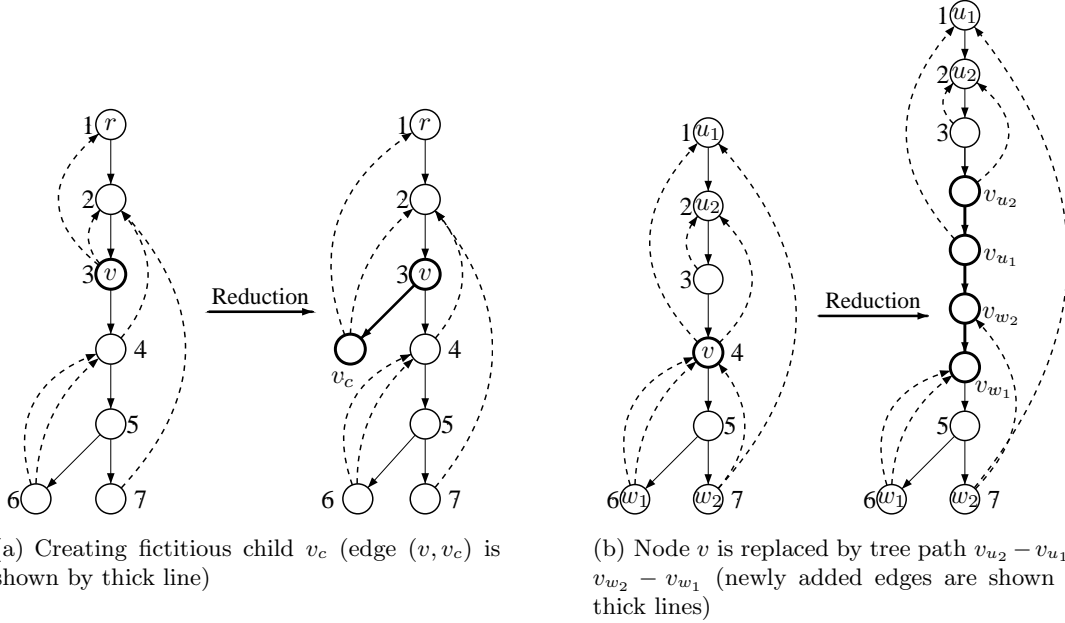 1 r
2
3 v
4
5
6 7
Reduction
1 r
2
3 v
4
v_c
5
6 7
1 u_1
2 u_2
3
v 4
5
6 w_1 w_2 7
Reduction
1 u_1
2 u_2
3
v_{u_2}
v_{u_1}
v_{w_2}
v_{w_1}
5
6 w_1 w_2 7
a) Creating fictitious child v_c (edge (v, v_c) is
hown by thick line)
(b) Node v is replaced by tree path v_{u_2} − v_{u_1}
v_{w_2} − v_{w_1} (newly added edges are shown
thick lines)